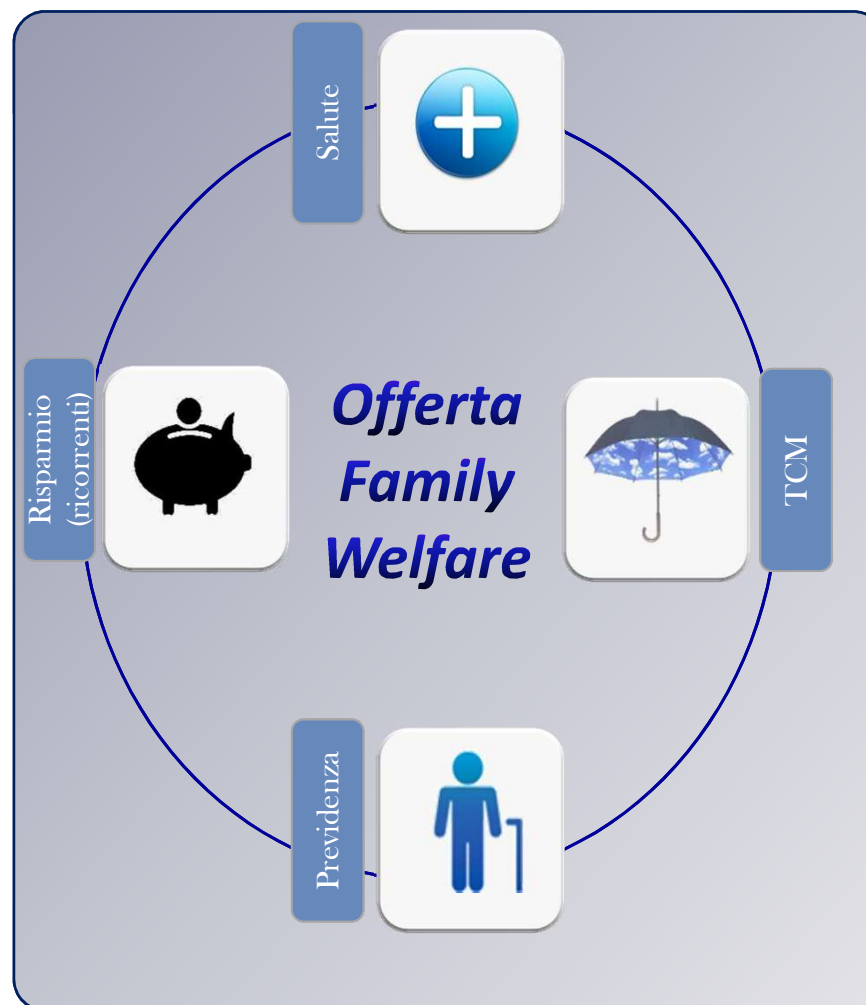 Salute
Risparmio
(ricorrenti)
Offerta
Family
Welfare
TCM
Previdenza